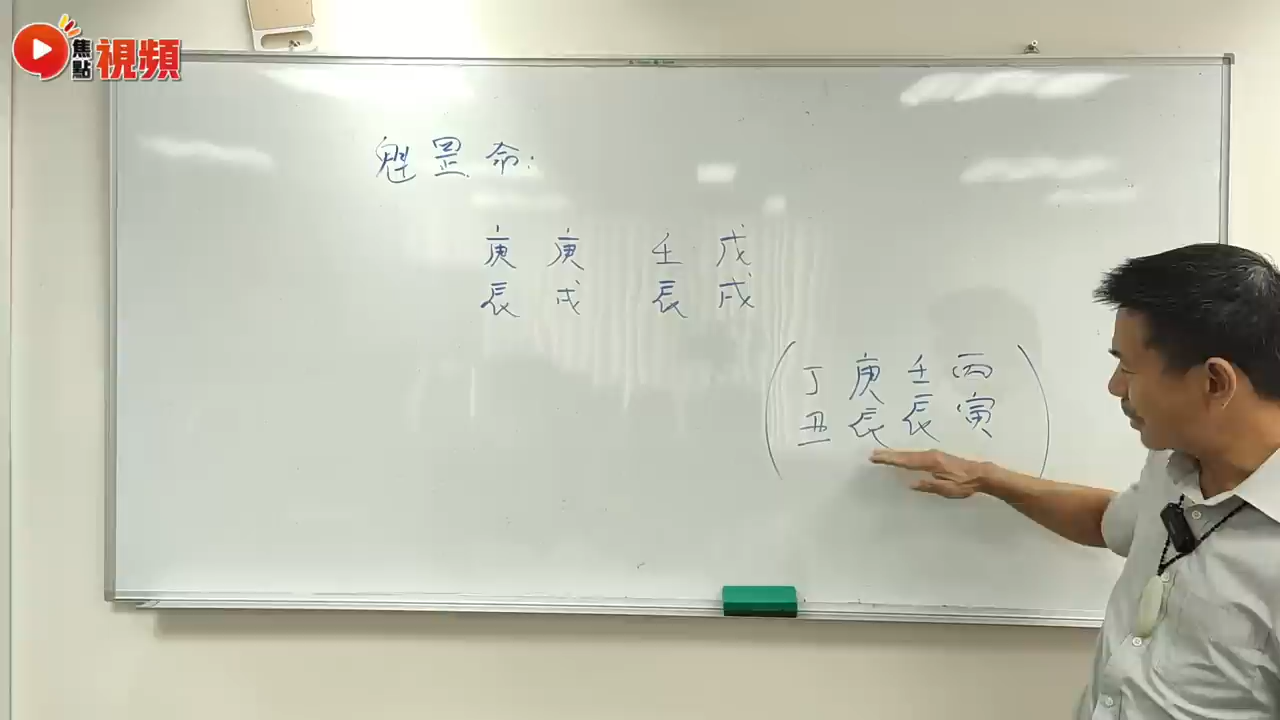 焦點視頻
魁罡命:
庚 庚 壬 戊
辰 戌 辰 戌
丁 庚 壬 丙
丑 辰 辰 寅